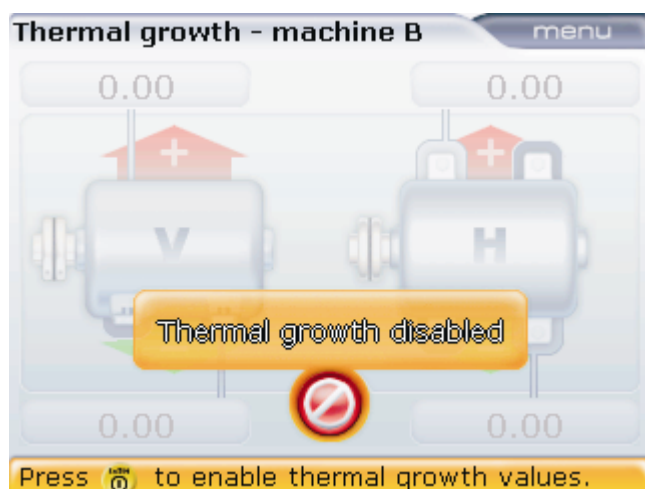 Thermal growth - machine B
menu
0.00 0.00
V H
Thermal growth disabled
0.00 0.00
Press 0 to enable thermal growth values.